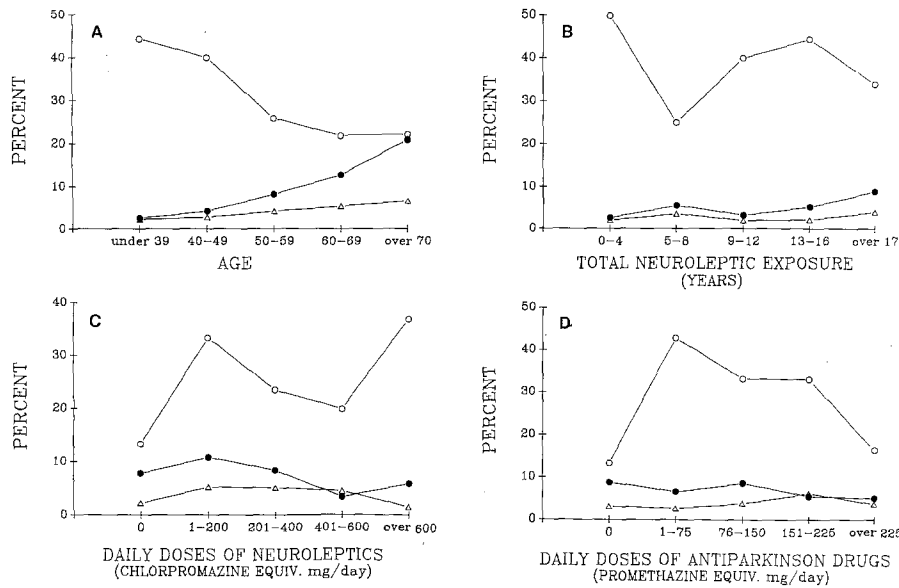 A
PERCENT
50
40
30
20
10
0
under 39 40-49 50-59 60-69 over 70
AGE
B
PERCENT
50
40
30
20
10
0
0-4 5-8 9-12 13-16 over 17
TOTAL NEUROLEPTIC EXPOSURE
(YEARS)
C
PERCENT
40
30
20
10
0
0 1-200 201-400 401-600 over 600
DAILY DOSES OF NEUROLEPTICS
(CHLORPROMAZINE EQUIV. mg/day)
D
PERCENT
50
40
30
20
10
0
0 1-75 76-150 151-225 over 225
DAILY DOSES OF ANTIPARKINSON DRUGS
(PROMETHAZINE EQUIV. mg/day)